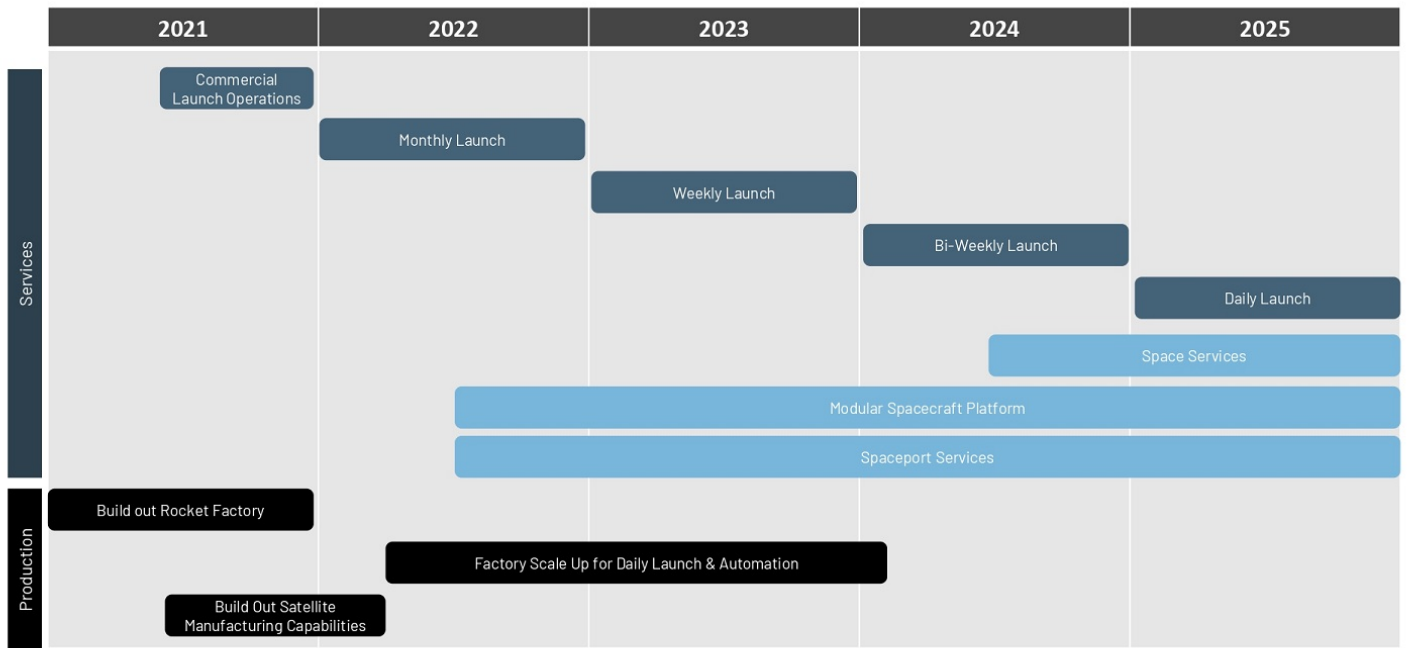 2021 2022 2023 2024 2025
Services
Commercial
Launch Operations
Monthly Launch
Weekly Launch
Bi-Weekly Launch
Daily Launch
Space Services
Modular Spacecraft Platform
Spaceport Services
Production
Build out Rocket Factory
Factory Scale Up for Daily Launch & Automation
Build Out Satellite
Manufacturing Capabilities